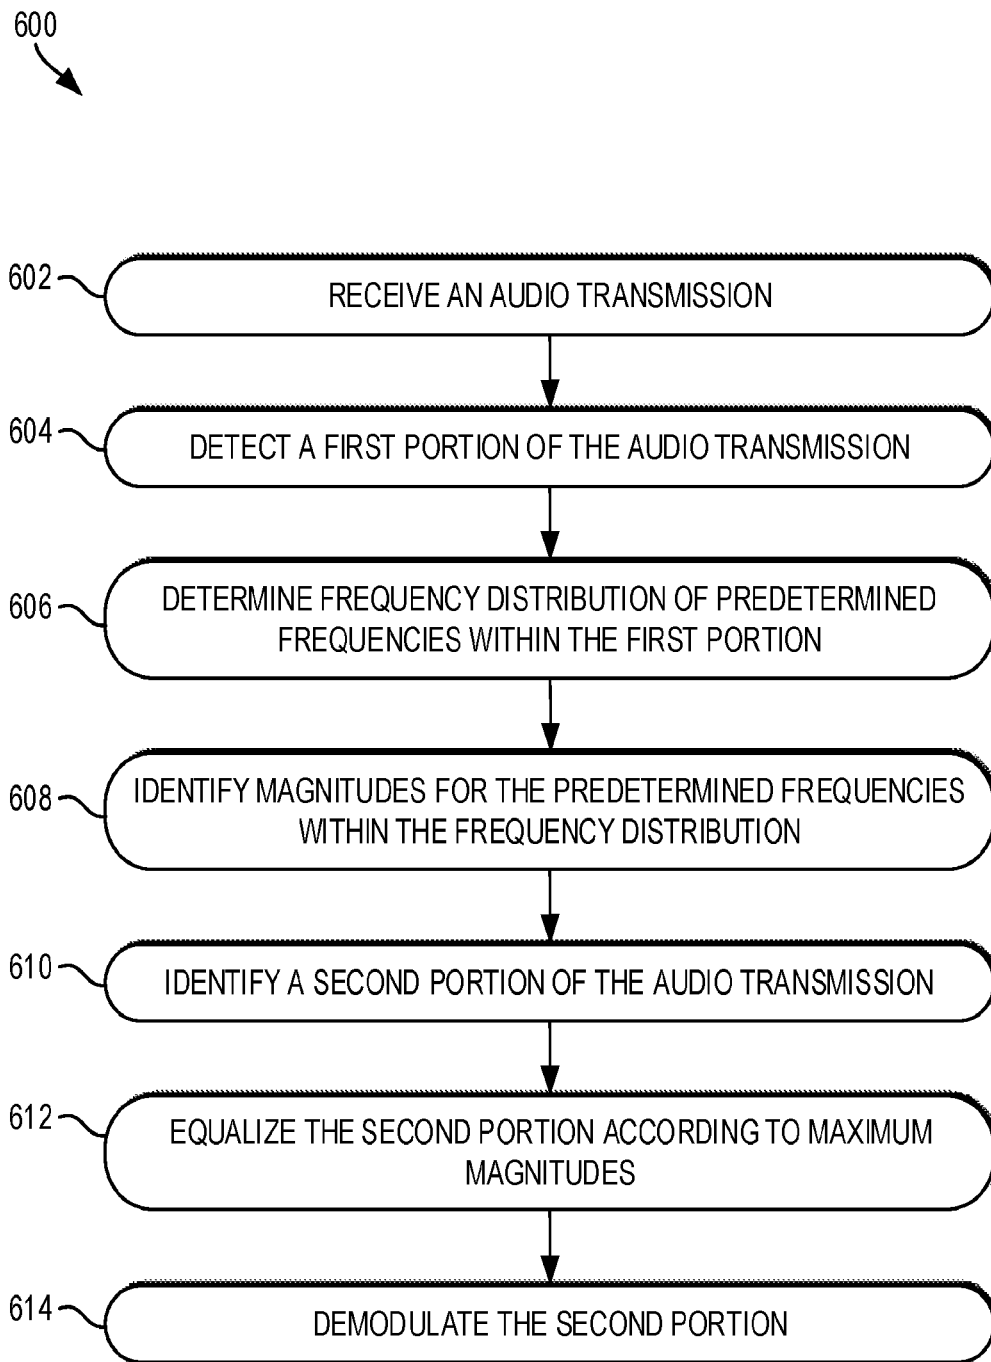 600
602
RECEIVE AN AUDIO TRANSMISSION
604
DETECT A FIRST PORTION OF THE AUDIO TRANSMISSION
606
DETERMINE FREQUENCY DISTRIBUTION OF PREDETERMINED
FREQUENCIES WITHIN THE FIRST PORTION
608
IDENTIFY MAGNITUDES FOR THE PREDETERMINED FREQUENCIES
WITHIN THE FREQUENCY DISTRIBUTION
610
IDENTIFY A SECOND PORTION OF THE AUDIO TRANSMISSION
612
EQUALIZE THE SECOND PORTION ACCORDING TO MAXIMUM
MAGNITUDES
614
DEMODULATE THE SECOND PORTION